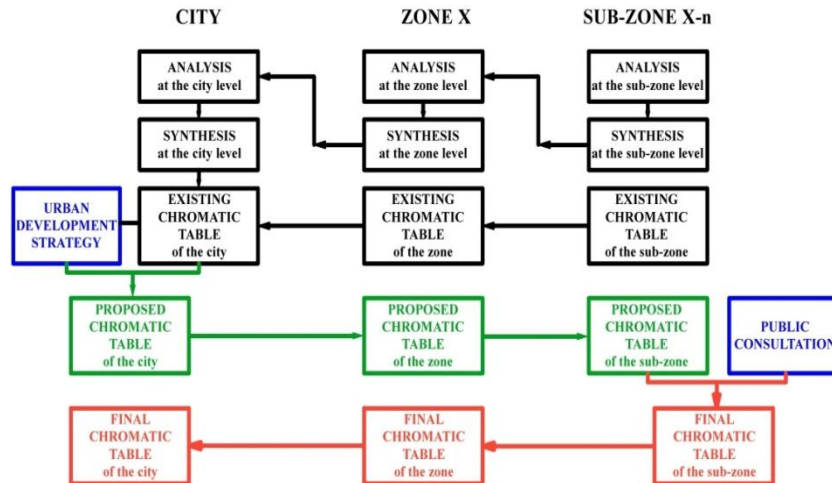 CITY
ZONE X
SUB-ZONE X-n
ANALYSIS
at the city level
ANALYSIS
at the zone level
ANALYSIS
at the sub-zone level
SYNTHESIS
at the city level
SYNTHESIS
at the zone level
SYNTHESIS
at the sub-zone level
URBAN
DEVELOPMENT
STRATEGY
EXISTING
CHROMATIC
TABLE
of the city
EXISTING
CHROMATIC
TABLE
of the zone
EXISTING
CHROMATIC
TABLE
of the sub-zone
PROPOSED
CHROMATIC
TABLE
of the city
PROPOSED
CHROMATIC
TABLE
of the zone
PROPOSED
CHROMATIC
TABLE
of the sub-zone
PUBLIC
CONSULTATION
FINAL
CHROMATIC
TABLE
of the city
FINAL
CHROMATIC
TABLE
of the zone
FINAL
CHROMATIC
TABLE
of the sub-zone